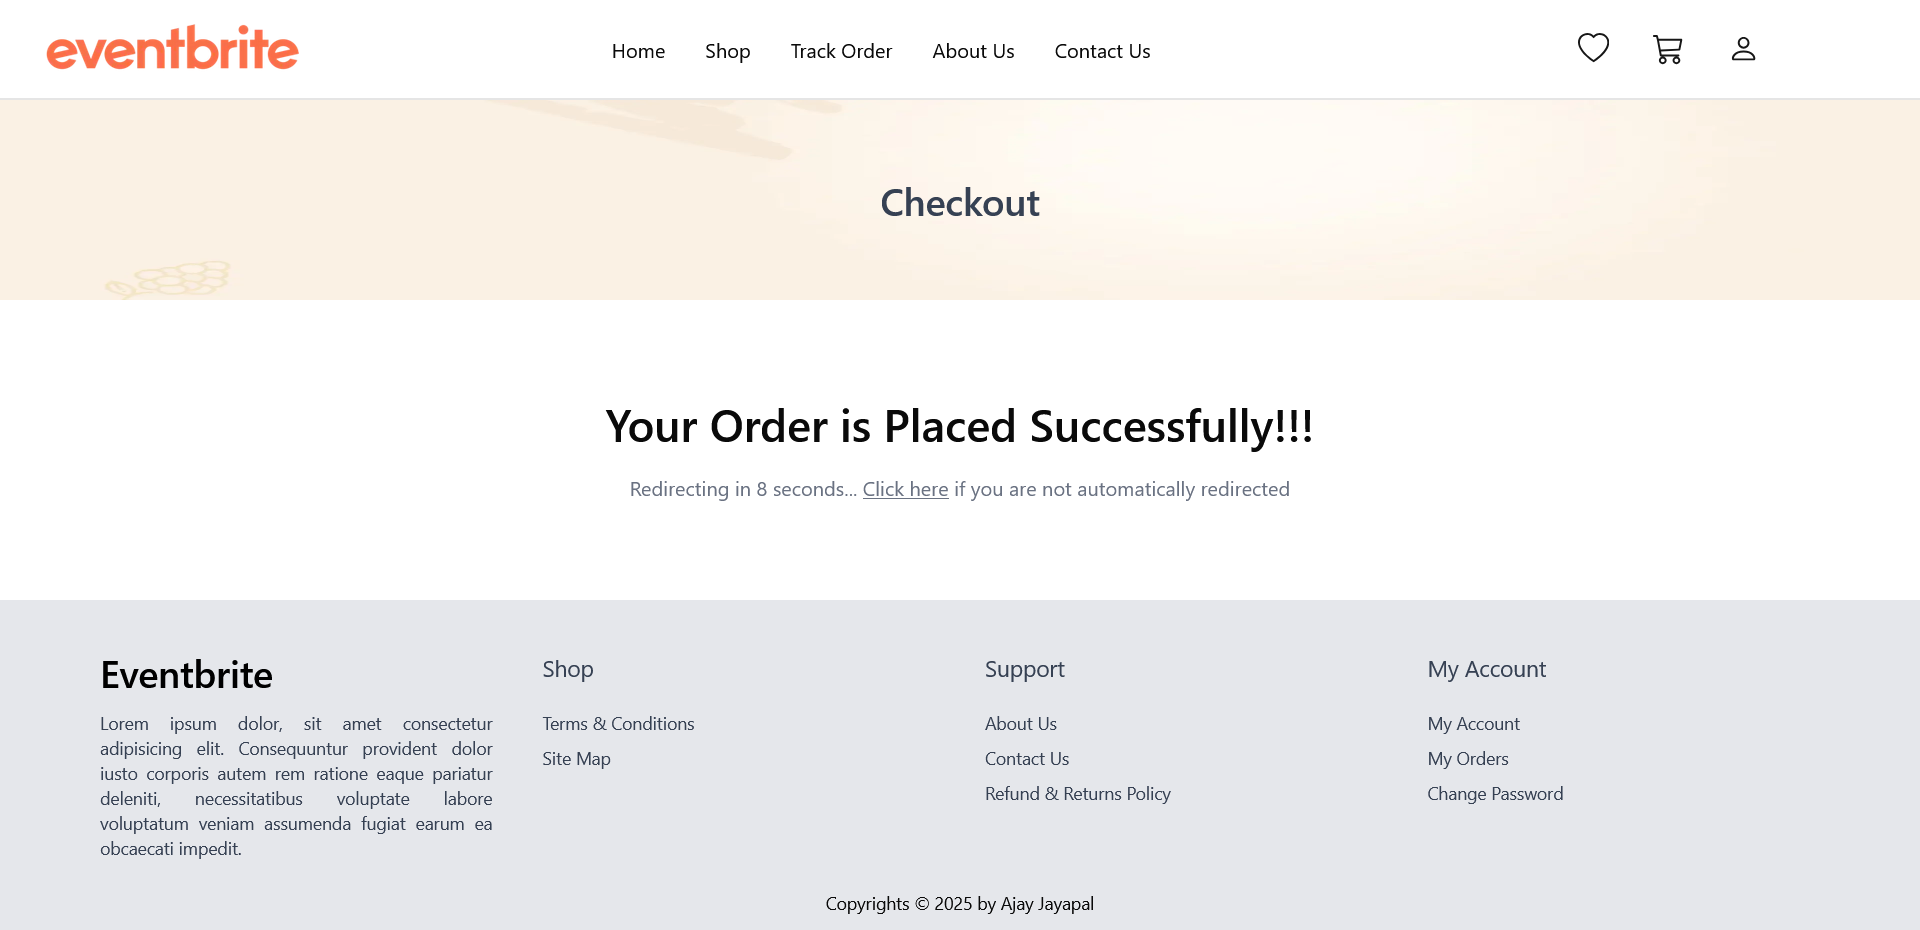 eventbrite
Home Shop Track Order About Us Contact Us
Checkout
Your Order is Placed Successfully!!!
Redirecting in 8 seconds... Click here if you are not automatically redirected
Eventbrite
Lorem ipsum dolor, sit amet consectetur
adipisicing elit. Consequuntur provident dolor
iusto corporis autem rem ratione eaque pariatur
deleniti, necessitatibus voluptate labore
voluptatum veniam assumenda fugiat earum ea
obcaecati impedit.
Shop
Terms & Conditions
Site Map
Support
About Us
Contact Us
Refund & Returns Policy
My Account
My Account
My Orders
Change Password
Copyrights © 2025 by Ajay Jayapal